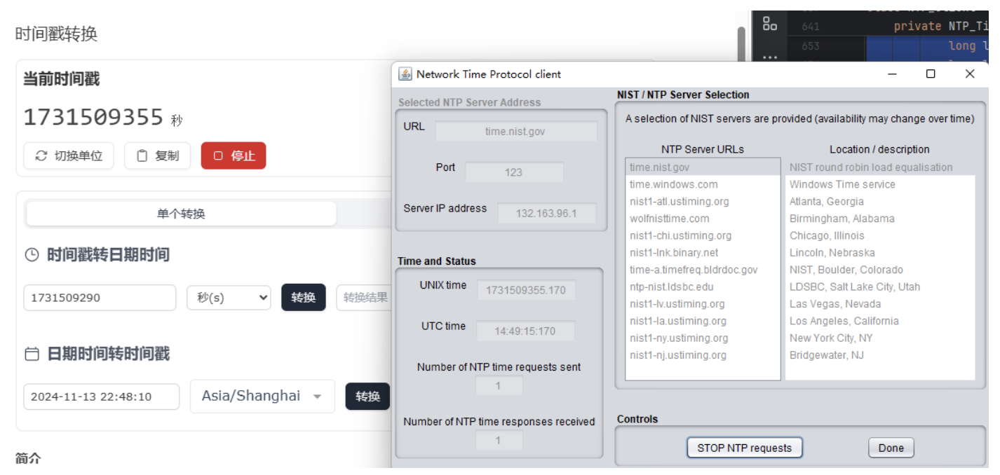 时间戳转换
当前时间戳
1731509355 秒
切换单位 复制 停止
单个转换
时间戳转日期时间
1731509290 秒(s) 转换 转换结果
日期时间转时间戳
2024-11-13 22:48:10 Asia/Shanghai 转换
简介
641 private NTP_Ti
653 long l
Network Time Protocol client
Selected NTP Server Address
URL time.nist.gov
Port 123
Server IP address 132.163.96.1
Time and Status
UNIX time 1731509355.170
UTC time 14:49:15:170
Number of NTP time requests sent
1
Number of NTP time responses received
1
NIST / NTP Server Selection
A selection of NIST servers are provided (availability may change over time)
NTP Server URLs Location / description
time.nist.gov NIST round robin load equalisation
time.windows.com Windows Time service
nist1-atl.ustiming.org Atlanta, Georgia
wolfnisttime.com Birmingham, Alabama
nist1-chi.ustiming.org Chicago, Illinois
nist1-lnk.binary.net Lincoln, Nebraska
time-a.timefreq.bldrdoc.gov NIST, Boulder, Colorado
ntp-nist.ldsbc.edu LDSBC, Salt Lake City, Utah
nist1-lv.ustiming.org Las Vegas, Nevada
nist1-la.ustiming.org Los Angeles, California
nist1-ny.ustiming.org New York City, NY
nist1-nj.ustiming.org Bridgewater, NJ
Controls
STOP NTP requests Done